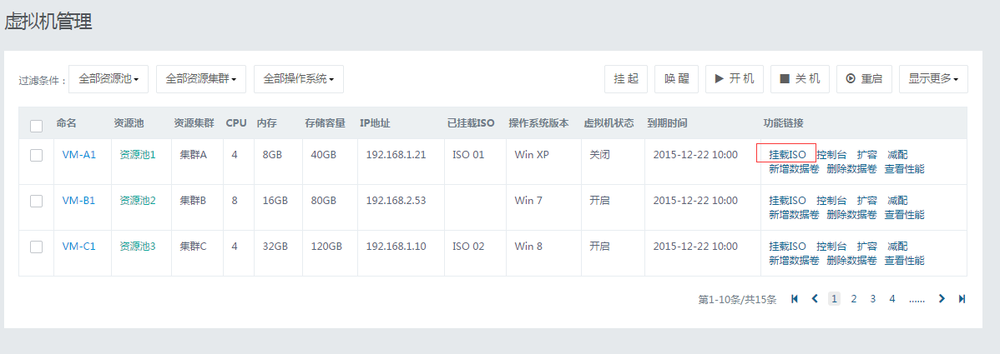 虚拟机管理
过滤条件： 全部资源池 全部资源集群 全部操作系统 挂 起 唤 醒 开 机 关 机 重启 显示更多
命名 资源池 资源集群 CPU 内存 存储容量 IP地址 已挂载ISO 操作系统版本 虚拟机状态 到期时间 功能链接
VM-A1 资源池1 集群A 4 8GB 40GB 192.168.1.21 ISO 01 Win XP 关闭 2015-12-22 10:00 挂载ISO 控制台 扩容 减配
新增数据卷 删除数据卷 查看性能
VM-B1 资源池2 集群B 8 16GB 80GB 192.168.2.53 Win 7 开启 2015-12-22 10:00 挂载ISO 控制台 扩容 减配
新增数据卷 删除数据卷 查看性能
VM-C1 资源池3 集群C 4 32GB 120GB 192.168.1.10 ISO 02 Win 8 开启 2015-12-22 10:00 挂载ISO 控制台 扩容 减配
新增数据卷 删除数据卷 查看性能
第1-10条/共15条 1 2 3 4 ......